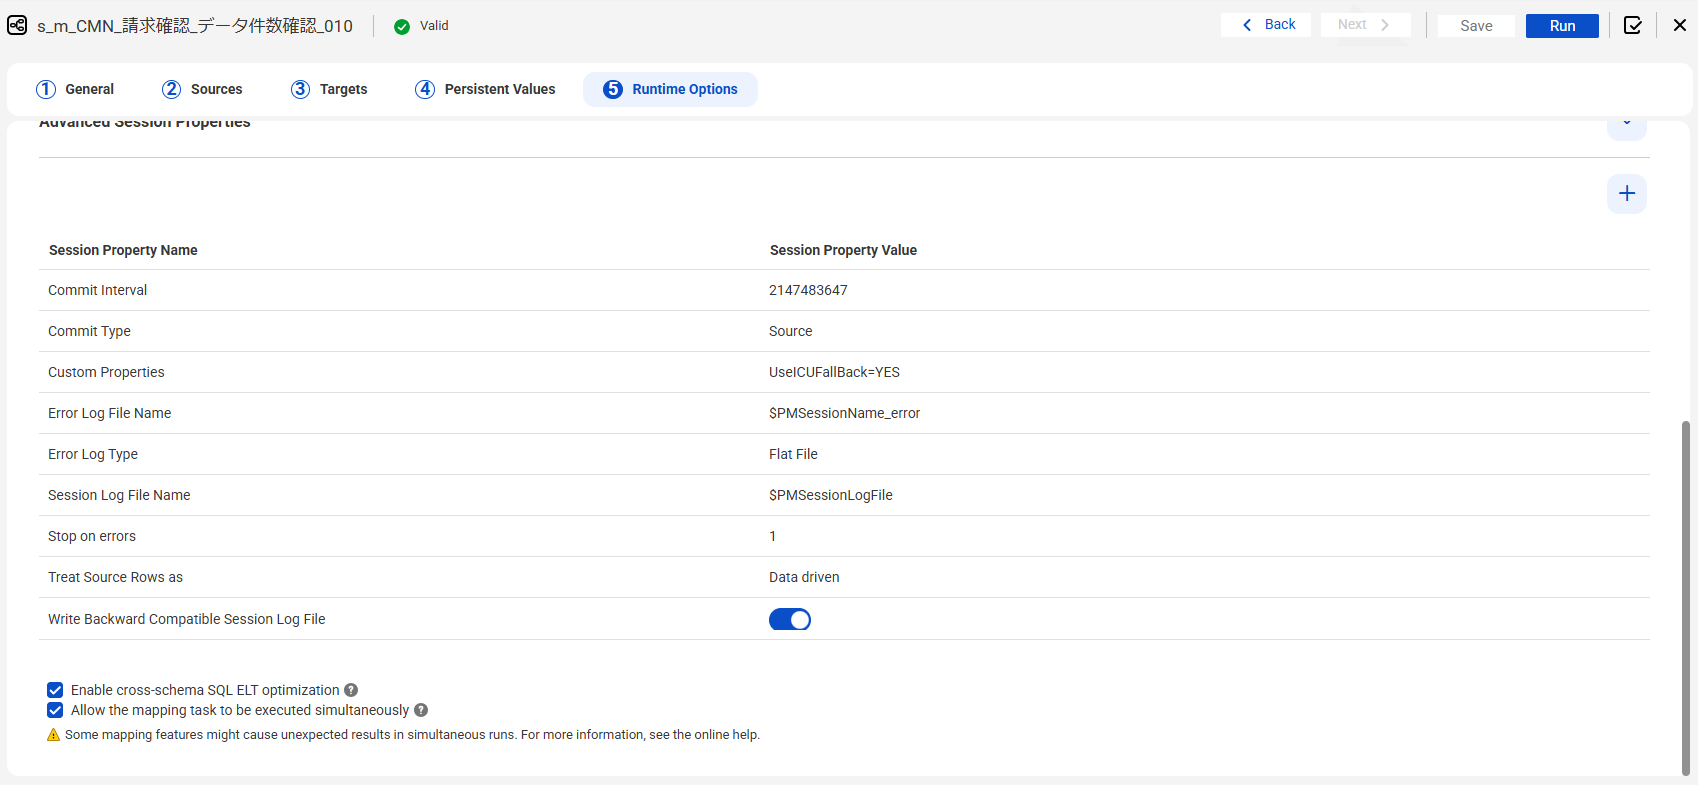 s_m_CMN_請求確認_データ件数確認_010
Valid
Back
Next
Save
Run
1 General
2 Sources
3 Targets
4 Persistent Values
5 Runtime Options
Advanced Session Properties
Session Property Name Session Property Value
Commit Interval 2147483647
Commit Type Source
Custom Properties UseICUFallBack=YES
Error Log File Name $PMSessionName_error
Error Log Type Flat File
Session Log File Name $PMSessionLogFile
Stop on errors 1
Treat Source Rows as Data driven
Write Backward Compatible Session Log File
Enable cross-schema SQL ELT optimization ?
Allow the mapping task to be executed simultaneously ?
Some mapping features might cause unexpected results in simultaneous runs. For more information, see the online help.